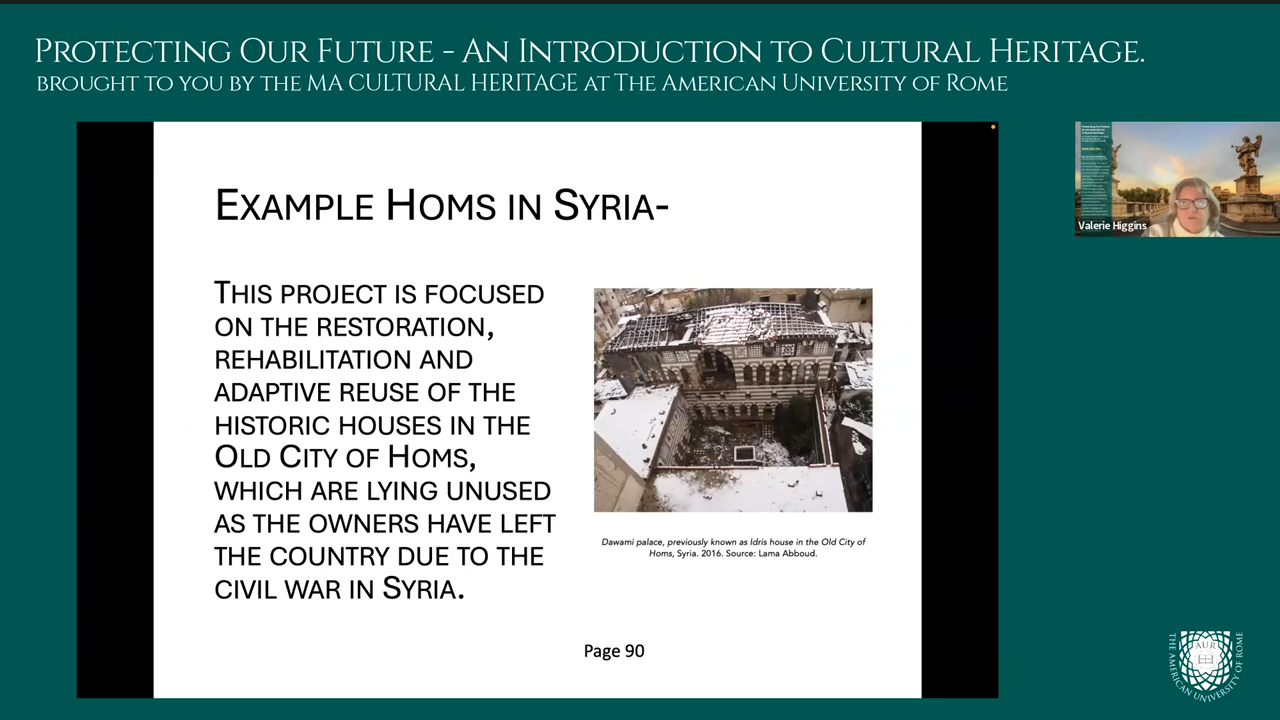 PROTECTING OUR FUTURE - AN INTRODUCTION TO CULTURAL HERITAGE.
BROUGHT TO YOU BY THE MA CULTURAL HERITAGE AT THE AMERICAN UNIVERSITY OF ROME
EXAMPLE HOMS IN SYRIA-
THIS PROJECT IS FOCUSED
ON THE RESTORATION,
REHABILITATION AND
ADAPTIVE REUSE OF THE
HISTORIC HOUSES IN THE
OLD CITY OF HOMS,
WHICH ARE LYING UNUSED
AS THE OWNERS HAVE LEFT
THE COUNTRY DUE TO THE
CIVIL WAR IN SYRIA.
Dawami palace, previously known as Idris house in the Old City of
Homs, Syria. 2016. Source: Lama Abboud.
Page 90
Valerie Higgins
AUR
THE AMERICAN UNIVERSITY OF ROME